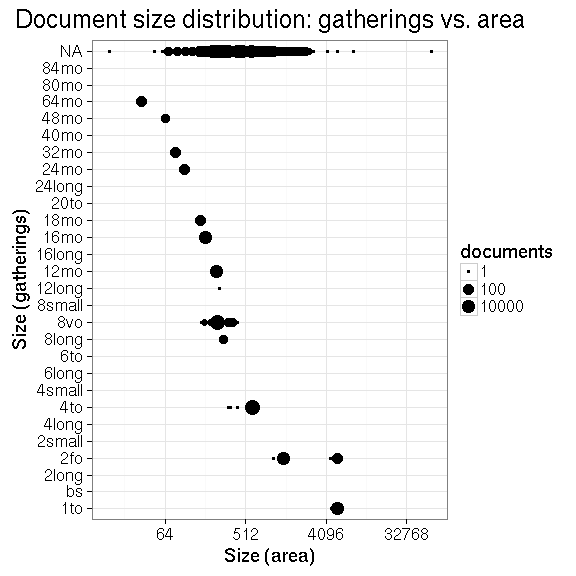 Document size distribution: gatherings vs. area
NA
84mo
80mo
64mo
48mo
40mo
32mo
24mo
24long
20to
18mo
16mo
16long
12mo
12long
8small
8vo
8long
6to
6long
4small
4to
4long
2small
2fo
2long
bs
1to
Size (gatherings)
64
512
4096
32768
Size (area)
documents
1
100
10000